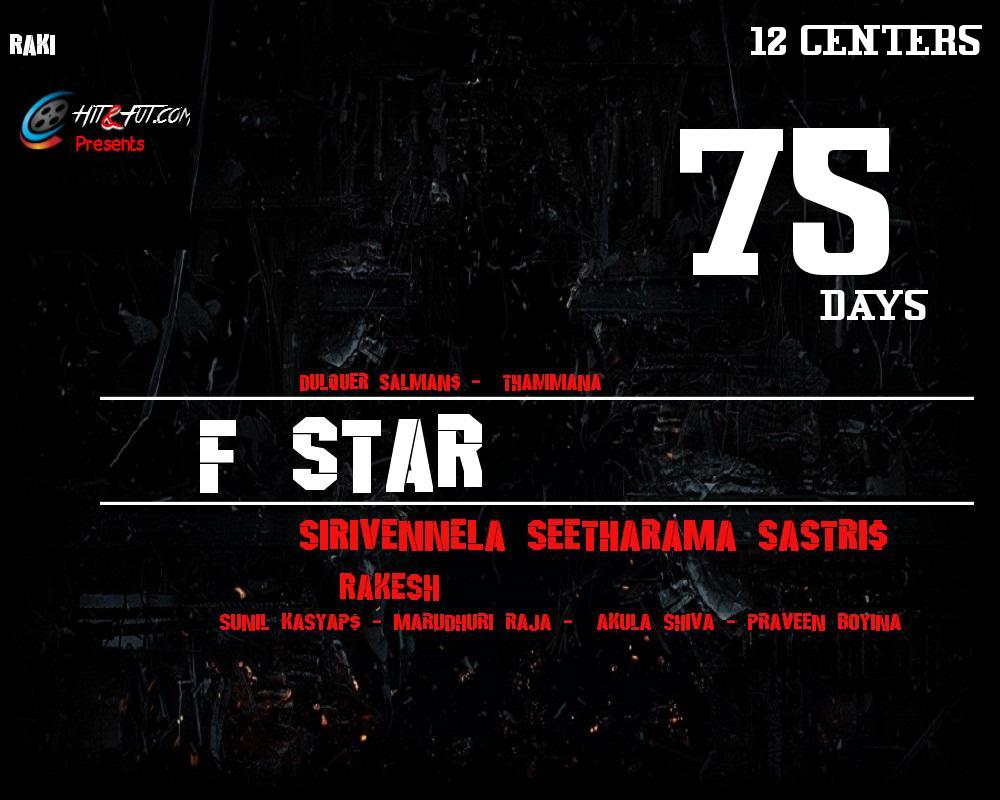 RAKI
12 CENTERS
HIT&FUT.COM
Presents
75
DAYS
DULQUER SALMAN$ - THAMMANA
F STAR
SIRIVENNELA SEETHARAMA SASTRI$
RAKESH
SUNIL KASYAP$ - MARUDHURI RAJA - AKULA SHIVA - PRAVEEN BOYINA